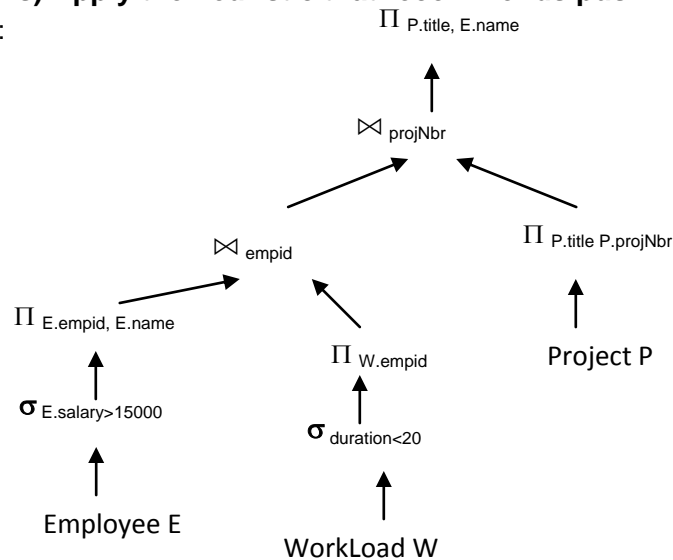 :
Π P.title, E.name
⋈ projNbr
⋈ empid
Π P.title P.projNbr
Π E.empid, E.name
Π W.empid
Project P
σ E.salary>15000
σ duration<20
Employee E
WorkLoad W